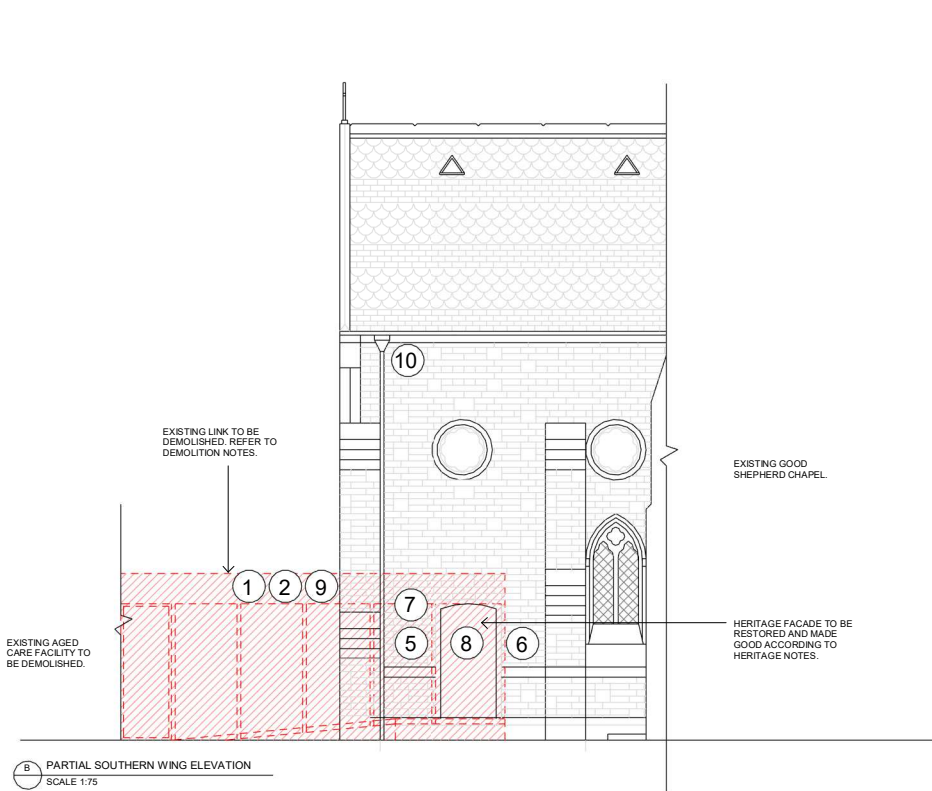 10
EXISTING LINK TO BE
DEMOLISHED. REFER TO
DEMOLITION NOTES.
EXISTING GOOD
SHEPHERD CHAPEL.
1 2 9
7
5 8 6
EXISTING AGED
CARE FACILITY TO
BE DEMOLISHED.
HERITAGE FACADE TO BE
RESTORED AND MADE
GOOD ACCORDING TO
HERITAGE NOTES.
B PARTIAL SOUTHERN WING ELEVATION
SCALE 1:75